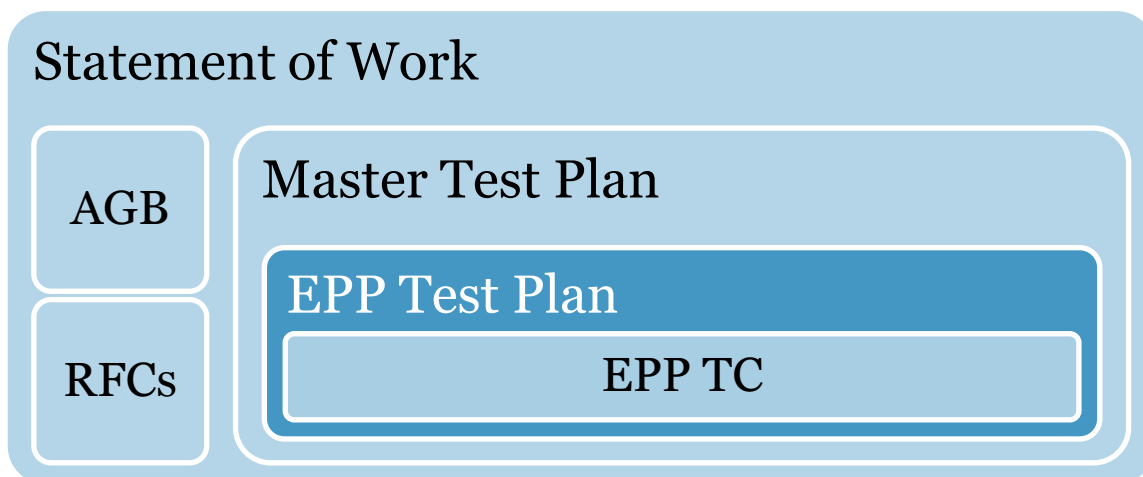 Statement of Work
AGB
Master Test Plan
EPP Test Plan
RFCs
EPP TC